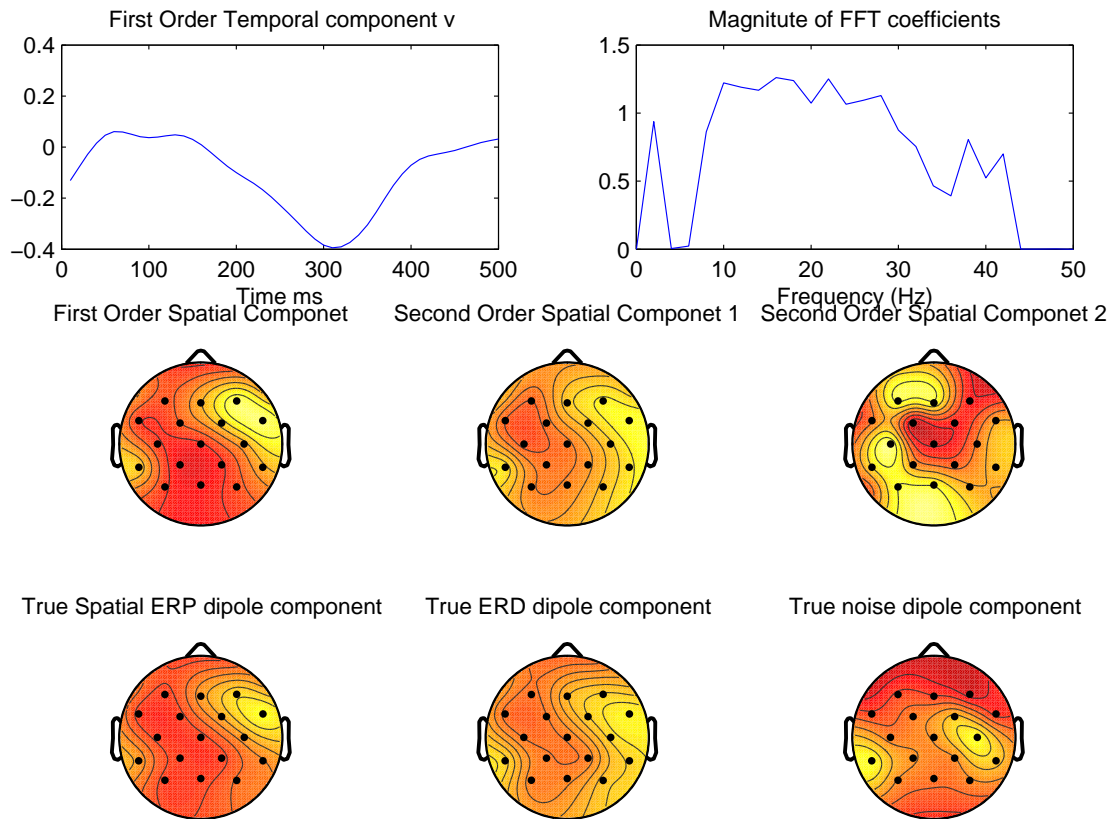 First Order Temporal component v
0.4
0.2
0
−0.2
−0.4
0 100 200 300 400 500
Time ms
Magnitute of FFT coefficients
1.5
1
0.5
0
0 10 20 30 40 50
Frequency (Hz)
First Order Spatial Componet
Second Order Spatial Componet 1
Second Order Spatial Componet 2
True Spatial ERP dipole component
True ERD dipole component
True noise dipole component